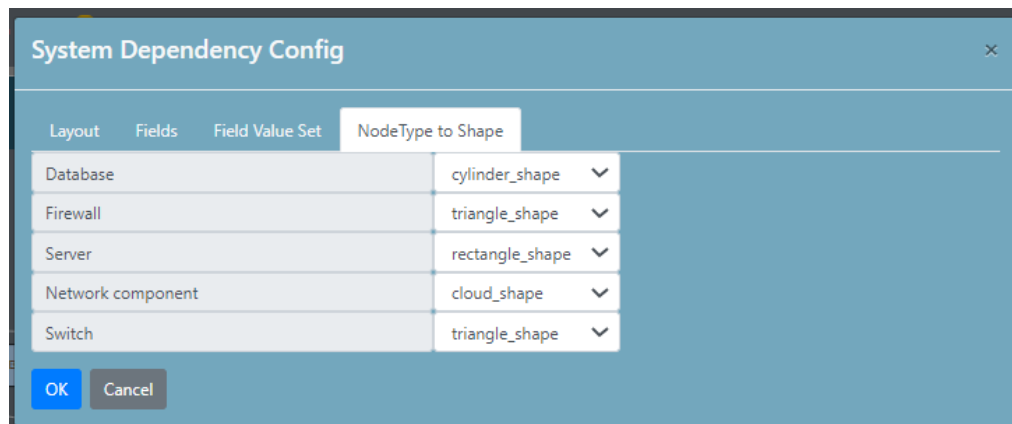 System Dependency Config ×
Layout Fields Field Value Set NodeType to Shape
Database cylinder_shape
Firewall triangle_shape
Server rectangle_shape
Network component cloud_shape
Switch triangle_shape
OK Cancel